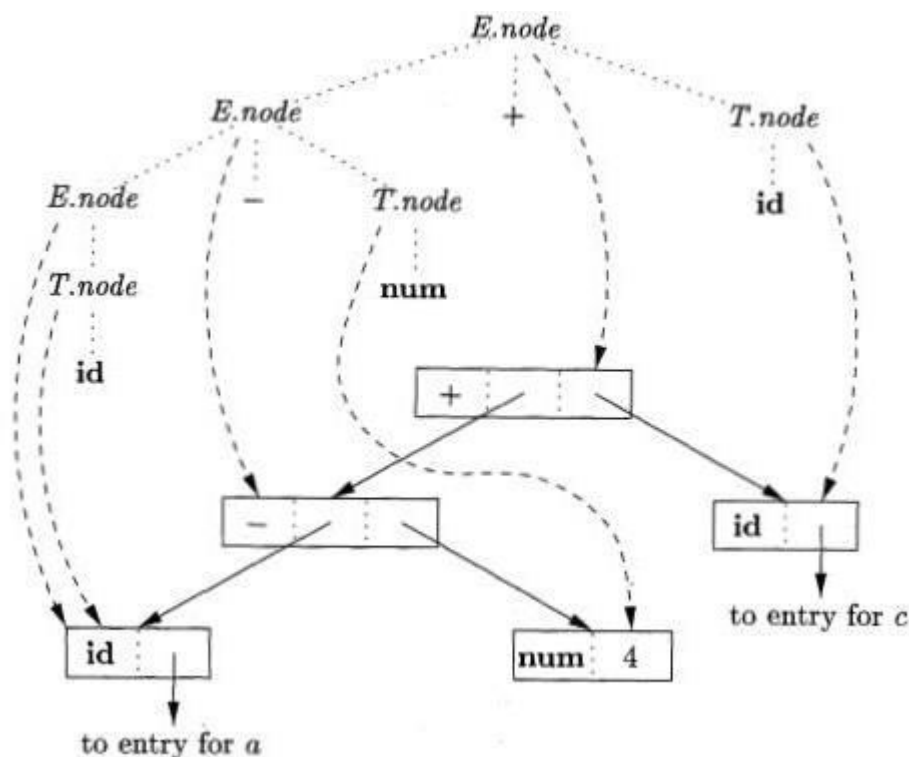 E.node
E.node
+
T.node
E.node
−
T.node
id
T.node
num
id
+
−
id
to entry for c
id
num 4
to entry for a